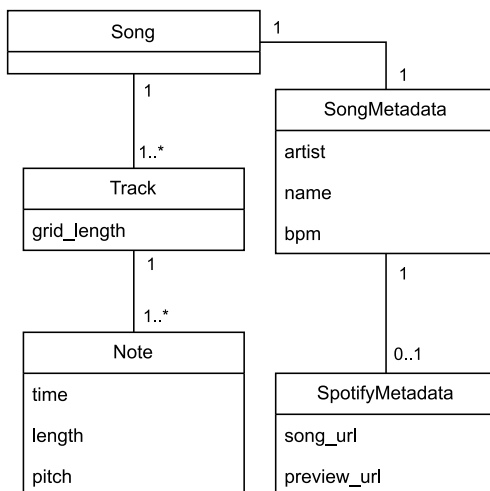 Song
1
1
1
SongMetadata
artist
name
bpm
1..*
Track
grid_length
1
1
1..*
0..1
Note
time
length
pitch
SpotifyMetadata
song_url
preview_url